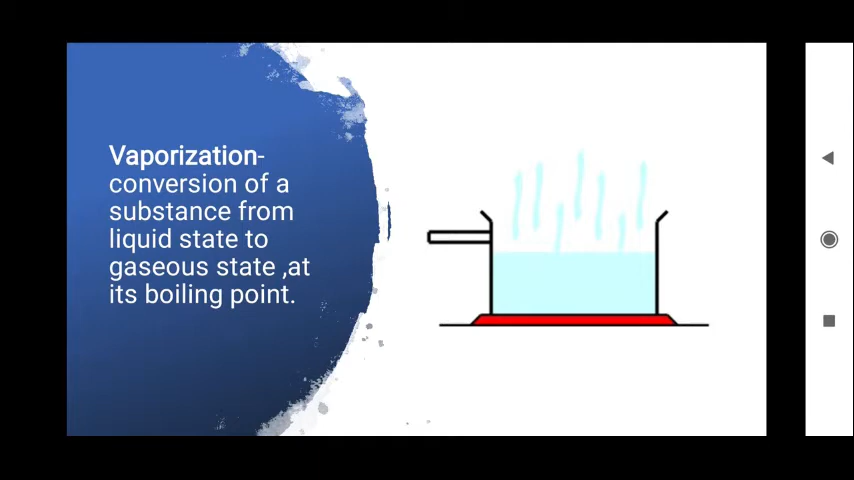 Vaporization-
conversion of a
substance from
liquid state to
gaseous state ,at
its boiling point.